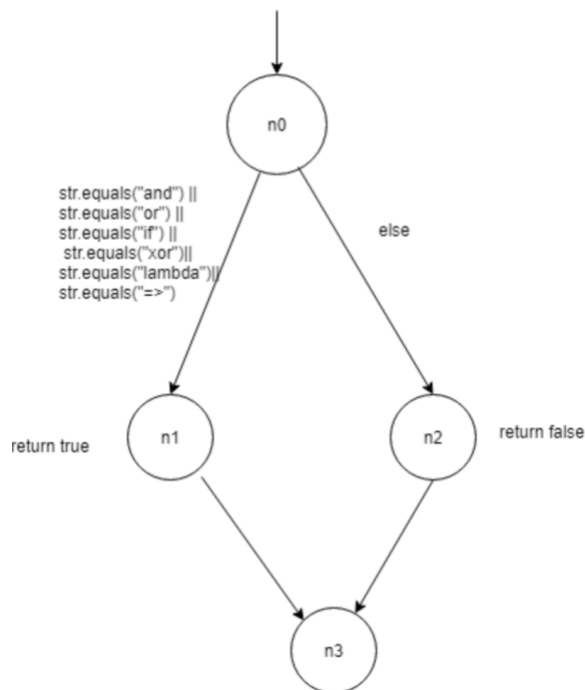 n0
str.equals("and") ||
str.equals("or") ||
str.equals("if") ||
str.equals("xor")||
str.equals("lambda")||
str.equals("=>")
else
n1
return true
n2
return false
n3